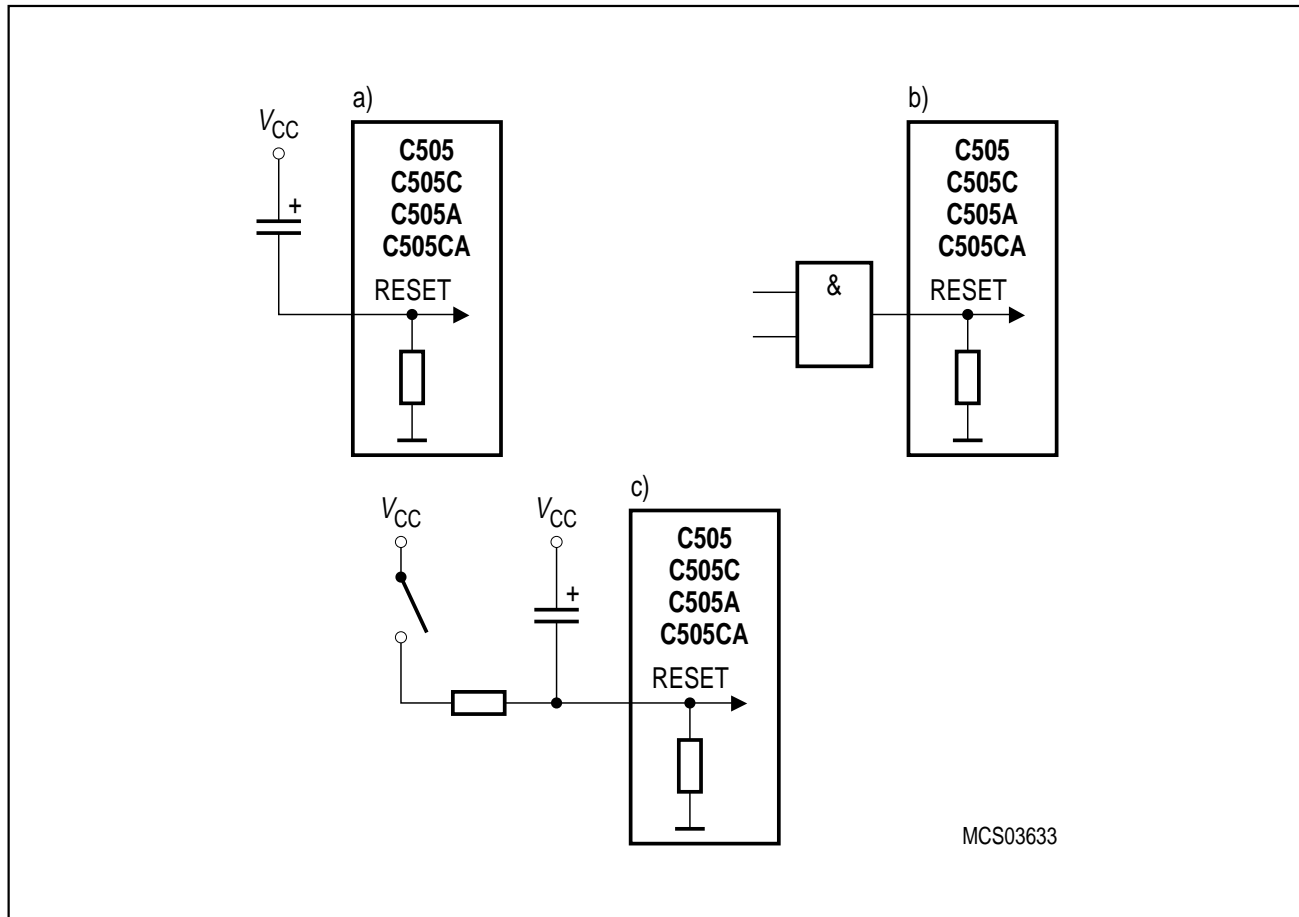 a)
VCC
+
C505
C505C
C505A
C505CA
RESET
b)
C505
C505C
C505A
C505CA
&
RESET
c)
VCC
VCC
+
C505
C505C
C505A
C505CA
RESET
MCS03633